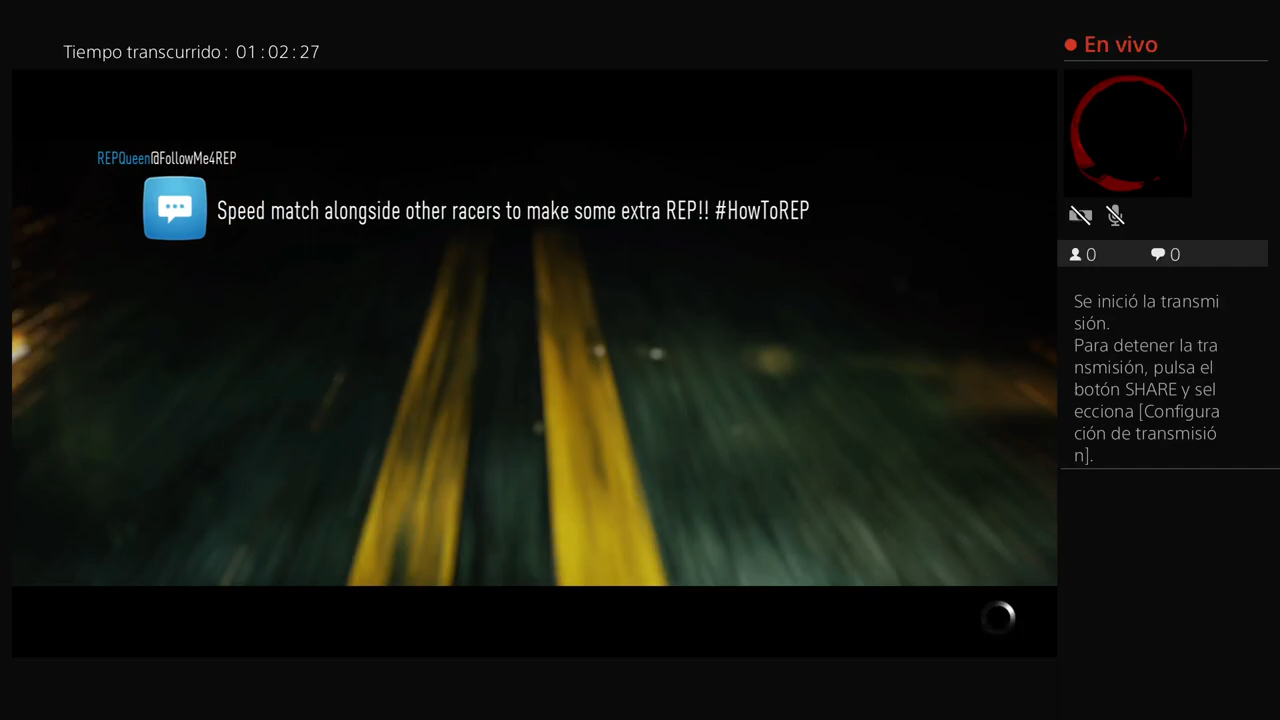 Tiempo transcurrido : 01 : 02 : 27
En vivo
REPQueen@FollowMe4REP
Speed match alongside other racers to make some extra REP!! #HowToREP
0 0
Se inició la transmi
sión.
Para detener la tra
nsmisión, pulsa el
botón SHARE y sel
ecciona [Configura
ción de transmisió
n].